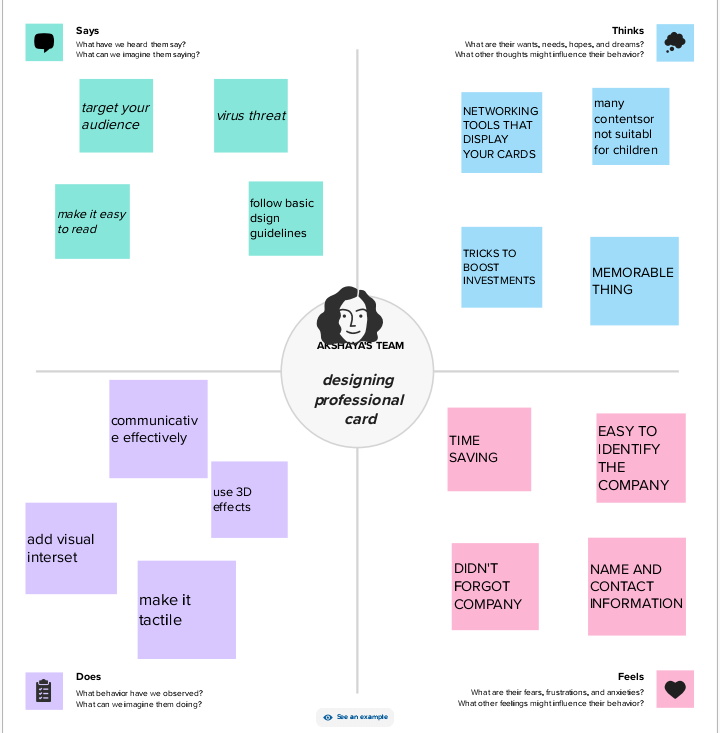 Says
What have we heard them say?
What can we imagine them saying?
Thinks
What are their wants, needs, hopes, and dreams?
What other thoughts might influence their behavior?
target your
audience
virus threat
make it easy
to read
follow basic
dsign
guidelines
NETWORKING
TOOLS THAT
DISPLAY
YOUR CARDS
many
contentsor
not suitabl
for children
TRICKS TO
BOOST
INVESTMENTS
MEMORABLE
THING
AKSHAYA'S TEAM
designing
professional
card
communicativ
e effectively
use 3D
effects
add visual
interset
make it
tactile
TIME
SAVING
EASY TO
IDENTIFY
THE
COMPANY
DIDN'T
FORGOT
COMPANY
NAME AND
CONTACT
INFORMATION
Does
What behavior have we observed?
What can we imagine them doing?
Feels
What are their fears, frustrations, and anxieties?
What other feelings might influence their behavior?
See an example